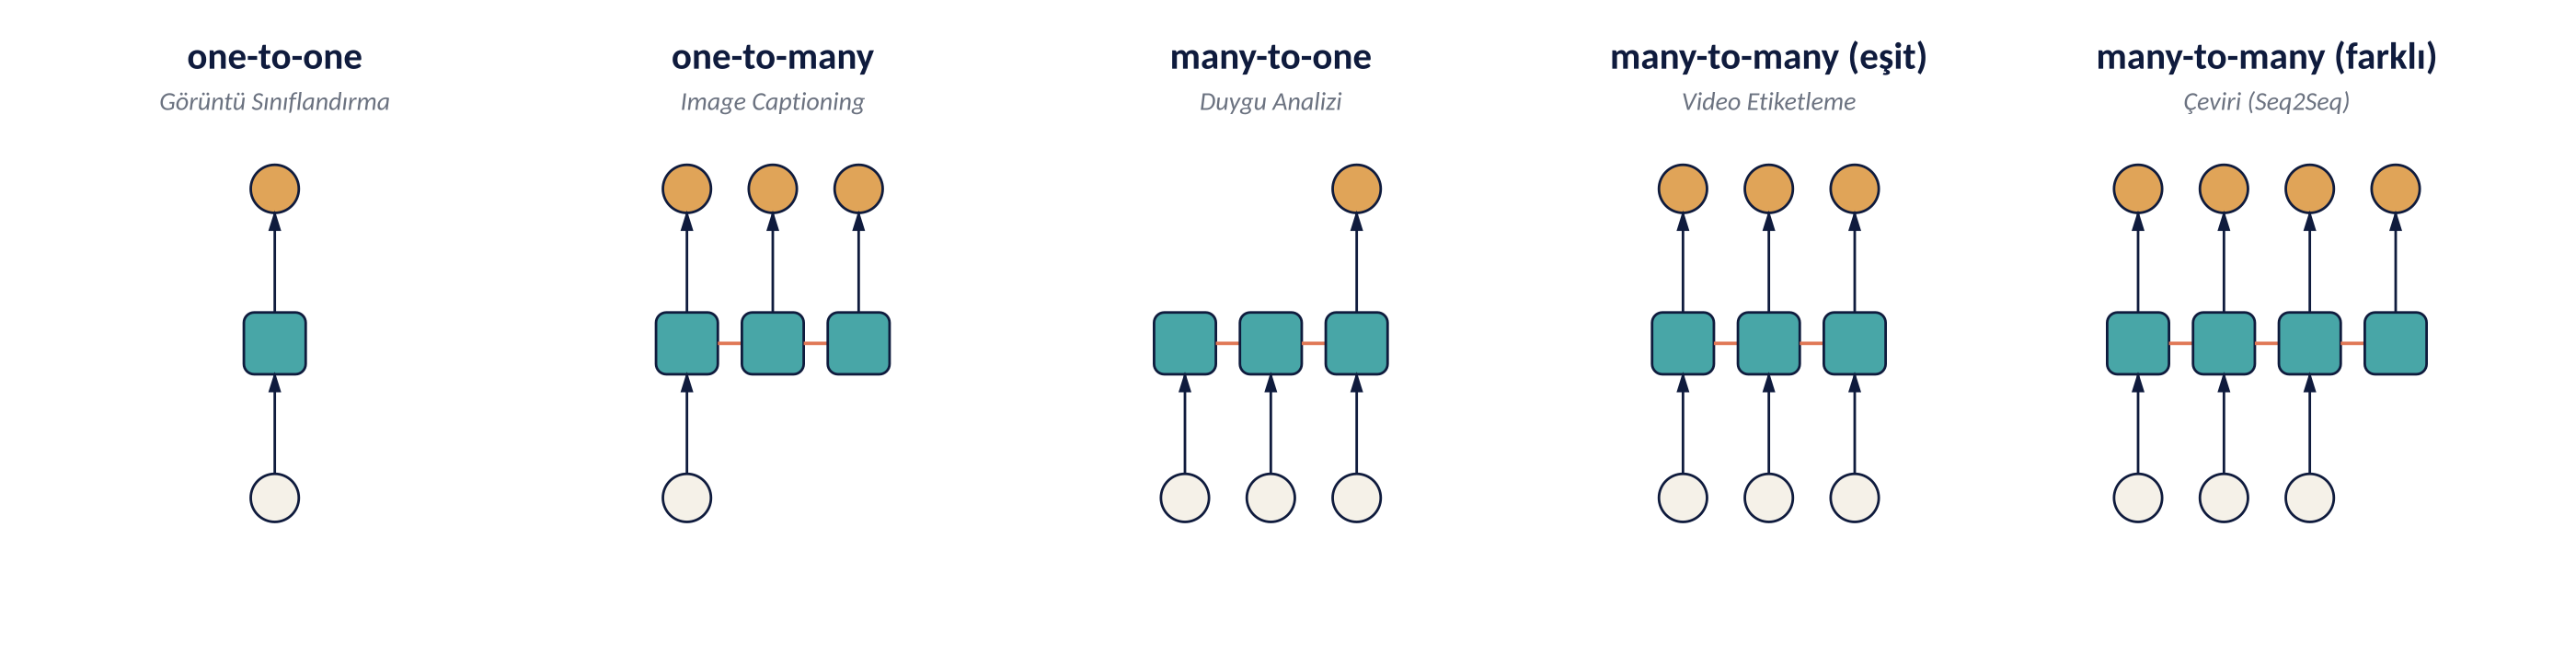 one-to-one
Görüntü Sınıflandırma
one-to-many
Image Captioning
many-to-one
Duygu Analizi
many-to-many (eşit)
Video Etiketleme
many-to-many (farklı)
Çeviri (Seq2Seq)